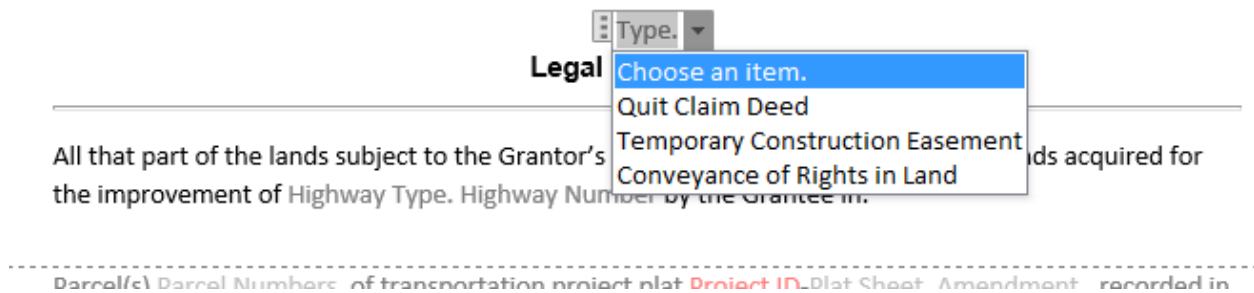 Type.
Legal
Choose an item.
Quit Claim Deed
Temporary Construction Easement
Conveyance of Rights in Land
All that part of the lands subject to the Grantor's
acquired for
the improvement of Highway Type. Highway Number by the Grantee in:
Parcel(s) Parcel Numbers of transportation project plat Project ID-Plat Sheet Amendment , recorded in